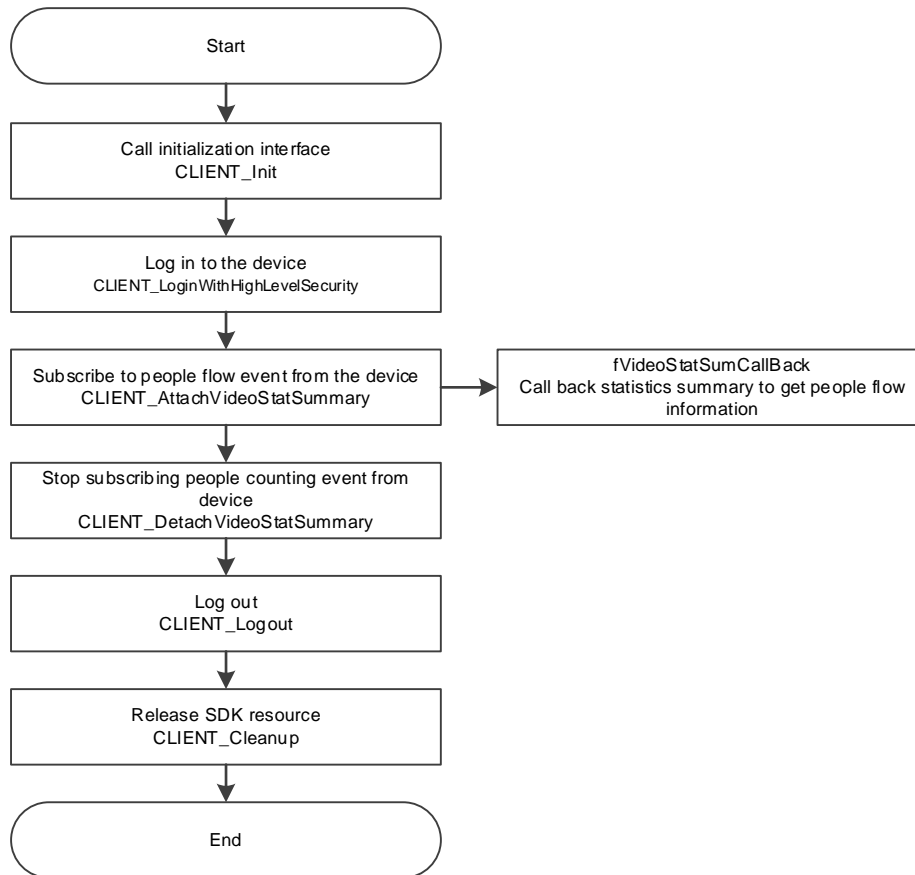 Start
Call initialization interface
CLIENT_Init
Log in to the device
CLIENT_LoginWithHighLevelSecurity
Subscribe to people flow event from the device
CLIENT_AttachVideoStatSummary
fVideoStatSumCallBack
Call back statistics summary to get people flow
information
Stop subscribing people counting event from
device
CLIENT_DetachVideoStatSummary
Log out
CLIENT_Logout
Release SDK resource
CLIENT_Cleanup
End